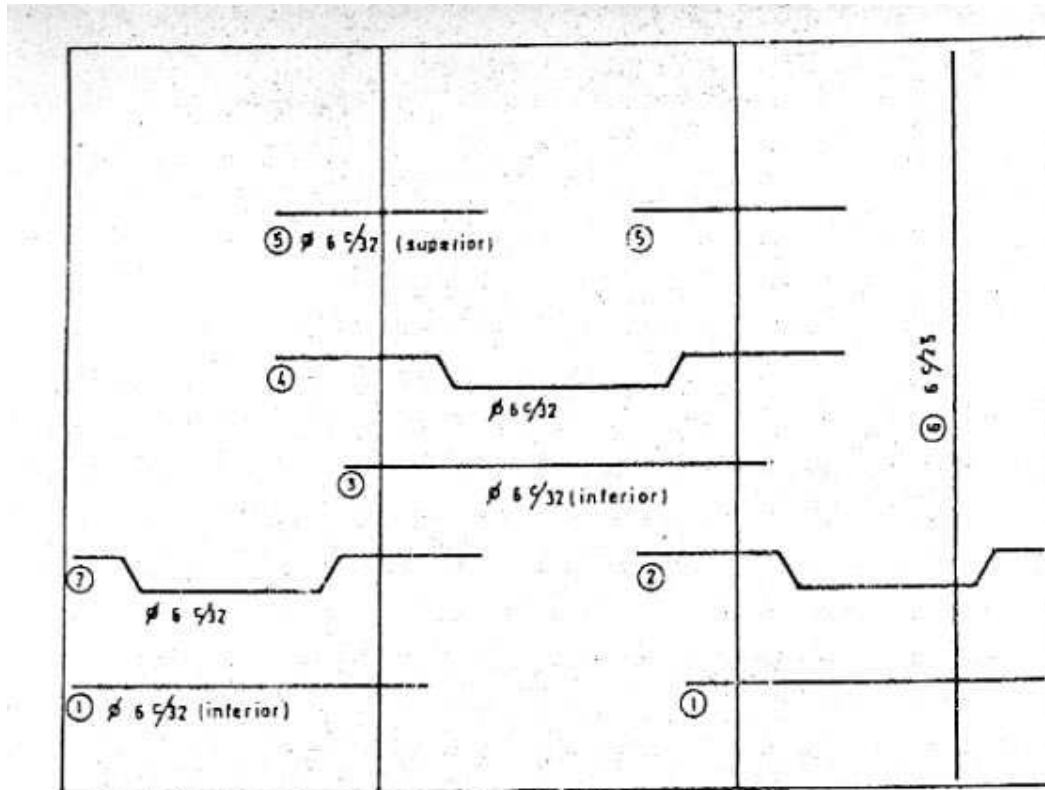 ⑤ ø 6 c/32 (superior)
⑤
④
ø 6 c/32
⑥ 6 c/25
③
ø 6 c/32 (inferior)
②
ø 6 c/32
②
① ø 6 c/32 (inferior)
①